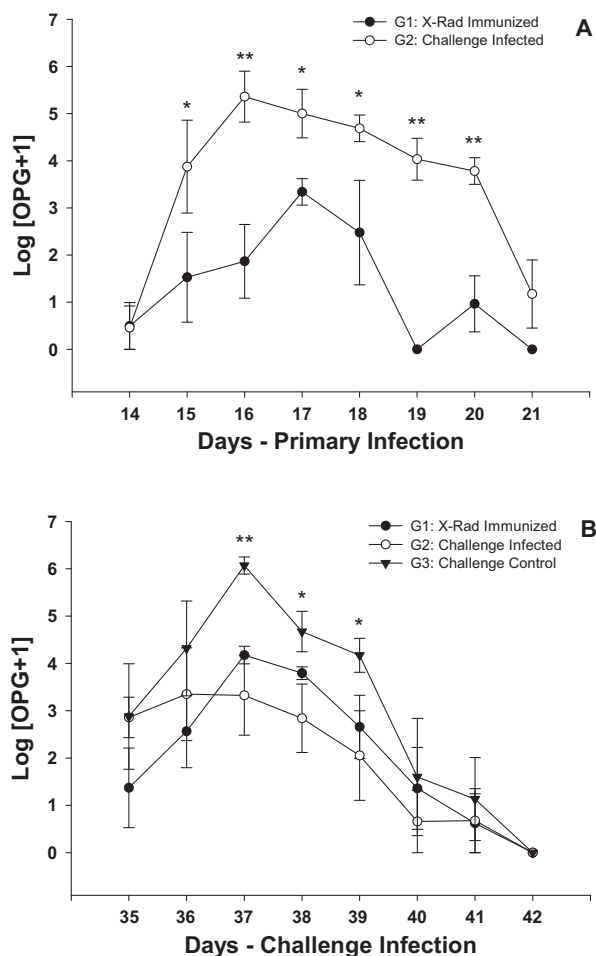 G1: X-Rad Immunized
G2: Challenge Infected
A
7
6
5
4
3
2
1
0
Log [OPG+1]
* ** * * ** **
14 15 16 17 18 19 20 21
Days - Primary Infection
G1: X-Rad Immunized
G2: Challenge Infected
G3: Challenge Control
B
7
6
5
4
3
2
1
0
Log [OPG+1]
** * *
35 36 37 38 39 40 41 42
Days - Challenge Infection